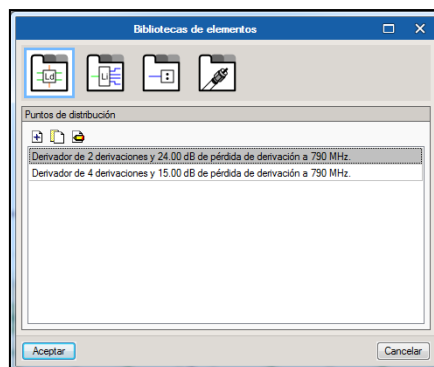 Bibliotecas de elementos
Ld
Li
Puntos de distribución
Derivador de 2 derivaciones y 24.00 dB de pérdida de derivación a 790 MHz.
Derivador de 4 derivaciones y 15.00 dB de pérdida de derivación a 790 MHz.
Aceptar
Cancelar